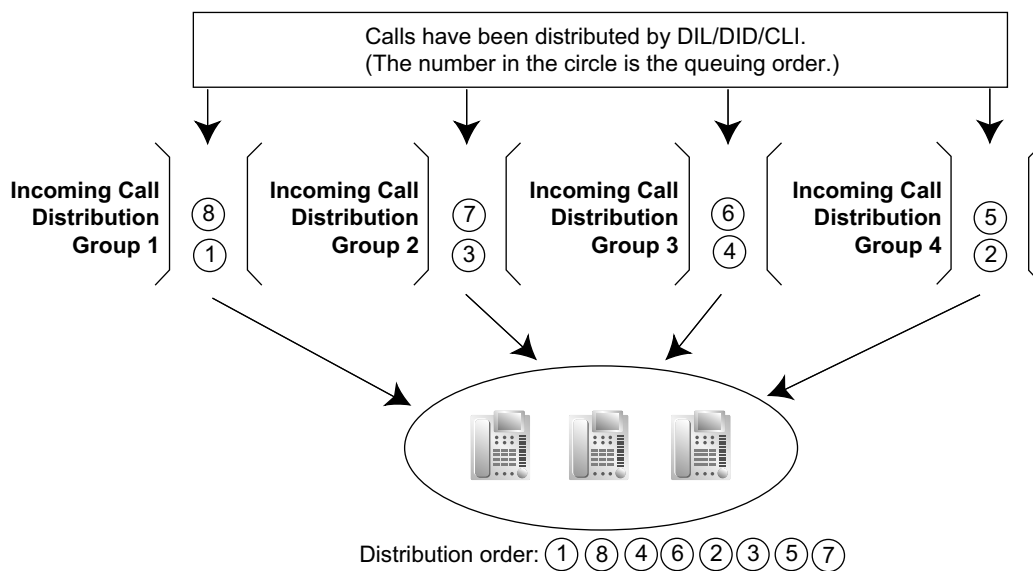 Calls have been distributed by DIL/DID/CLI.
(The number in the circle is the queuing order.)
Incoming Call
Distribution
Group 1
8
1
Incoming Call
Distribution
Group 2
7
3
Incoming Call
Distribution
Group 3
6
4
Incoming Call
Distribution
Group 4
5
2
Distribution order: 1 8 4 6 2 3 5 7